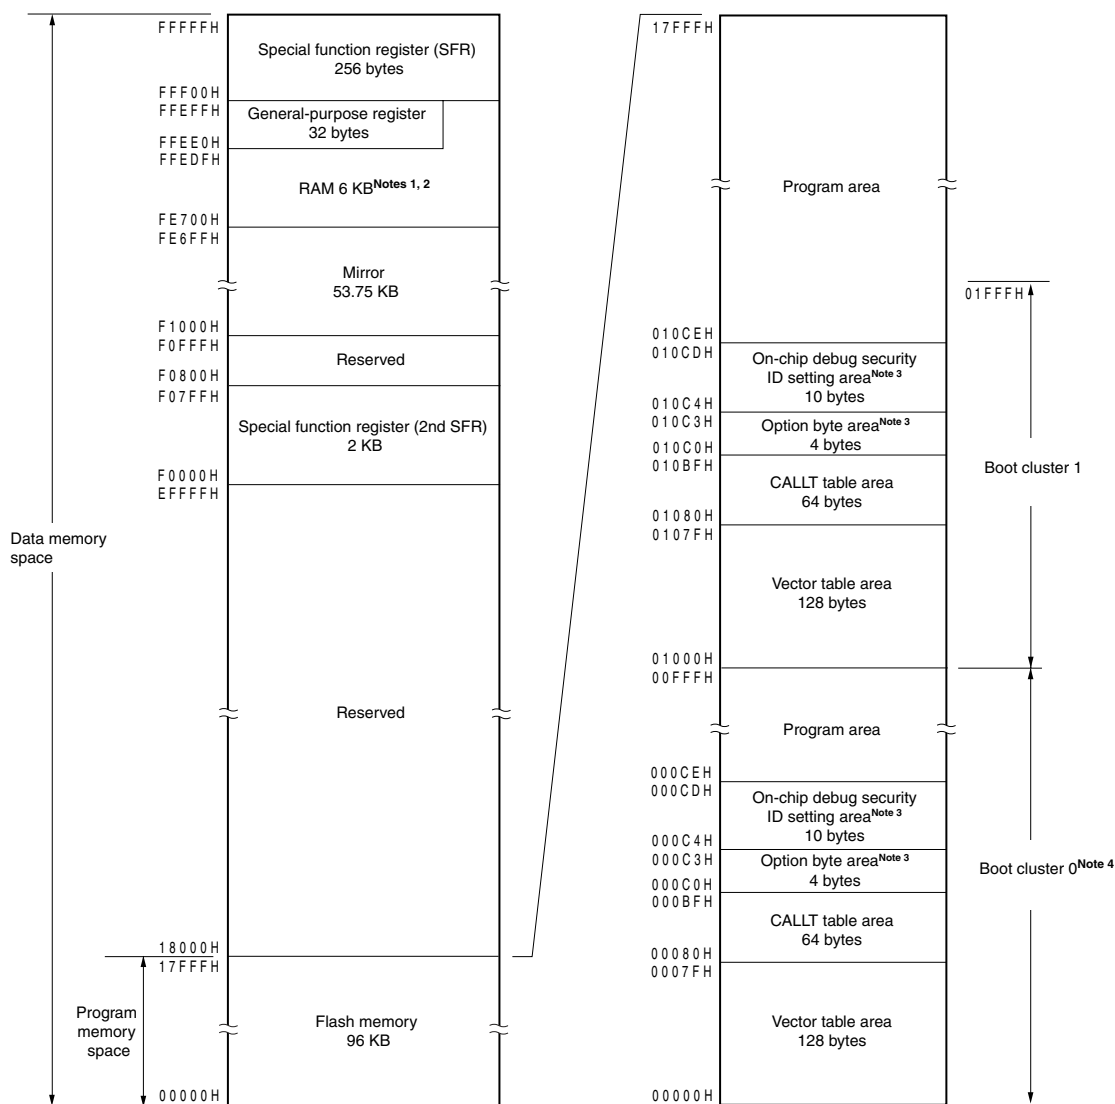 FFFFFH
Special function register (SFR)
256 bytes
FFF00H
FFEFFH
General-purpose register
32 bytes
FFEE0H
FFEDFH
RAM 6 KBNotes 1, 2
FE700H
FE6FFH
Mirror
53.75 KB
F1000H
F0FFFH
Reserved
F0800H
F07FFH
Special function register (2nd SFR)
2 KB
F0000H
EFFFFH
Data memory
space
Reserved
18000H
17FFFH
Program
memory
space
Flash memory
96 KB
00000H
17FFFH
Program area
01FFFH
010CEH
010CDH
On-chip debug security
ID setting areaNote 3
10 bytes
010C4H
010C3H
Option byte areaNote 3
4 bytes
010C0H
010BFH
CALLT table area
64 bytes
Boot cluster 1
01080H
0107FH
Vector table area
128 bytes
01000H
00FFFH
Program area
000CEH
000CDH
On-chip debug security
ID setting areaNote 3
10 bytes
000C4H
000C3H
Option byte areaNote 3
4 bytes
Boot cluster 0Note 4
000C0H
000BFH
CALLT table area
64 bytes
00080H
0007FH
Vector table area
128 bytes
00000H